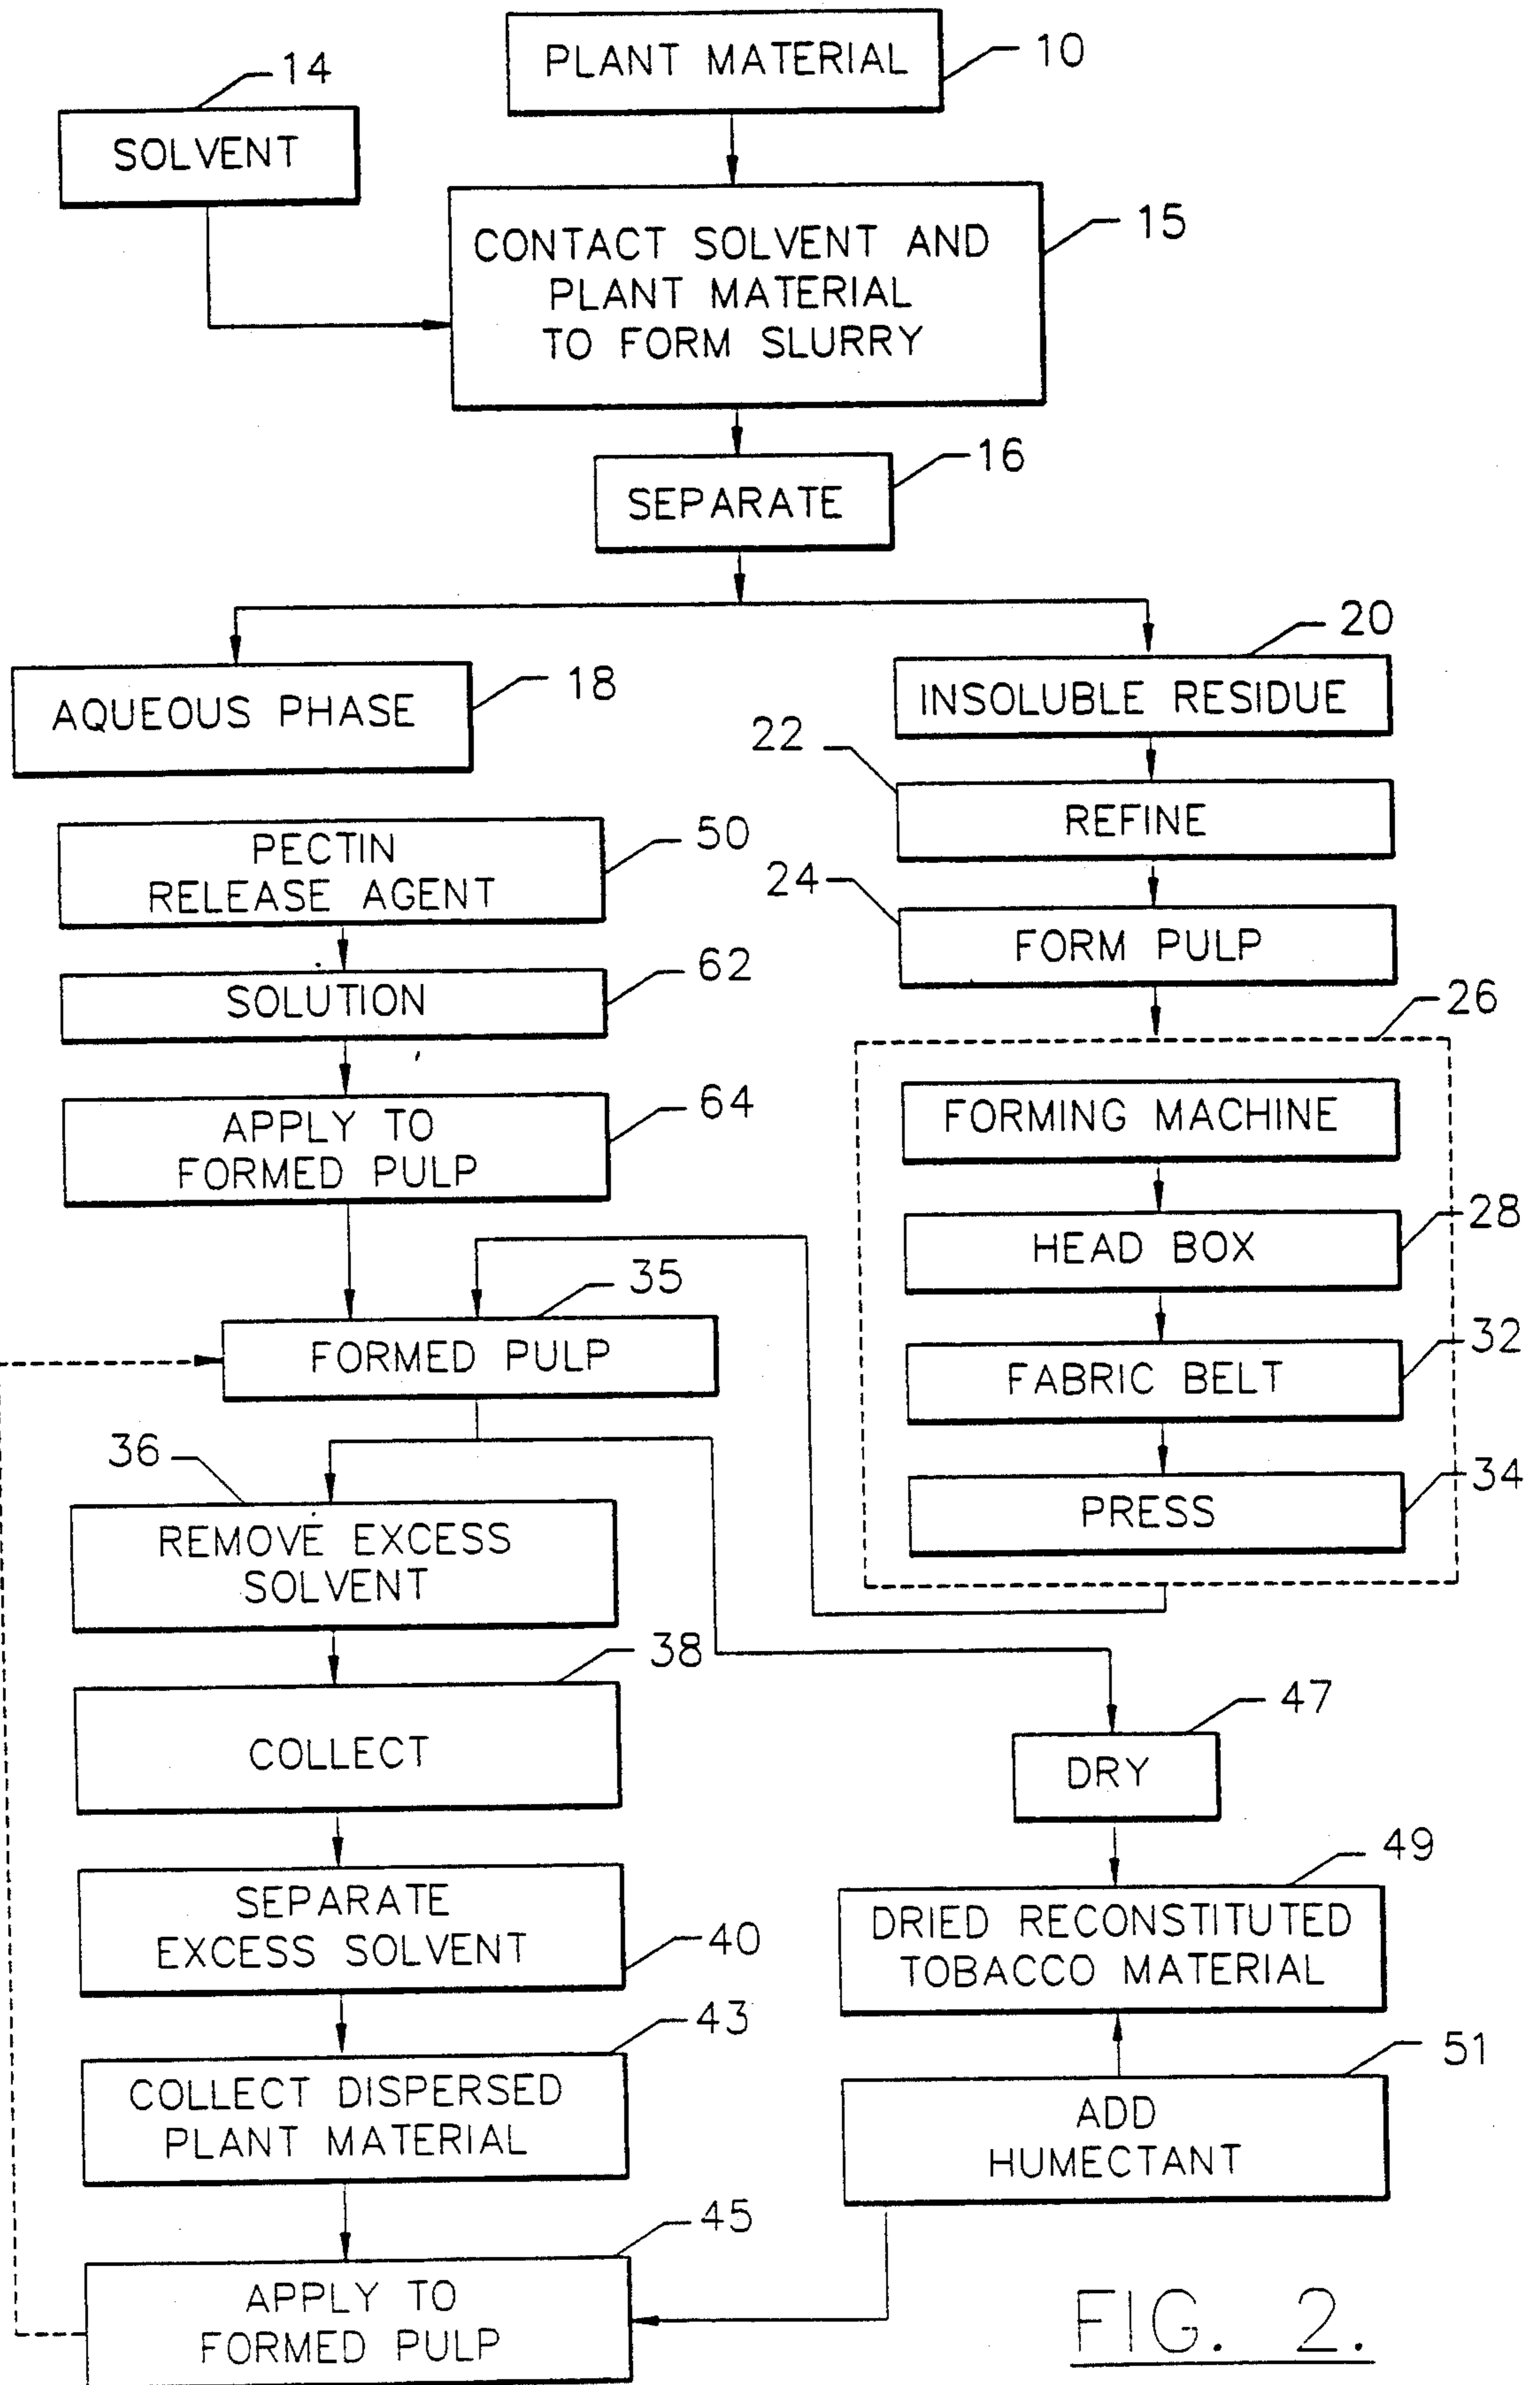 PLANT MATERIAL
10
14
SOLVENT
CONTACT SOLVENT AND
PLANT MATERIAL
TO FORM SLURRY
15
16
SEPARATE
AQUEOUS PHASE
18
20
INSOLUBLE RESIDUE
22
REFINE
24
FORM PULP
PECTIN
RELEASE AGENT
50
SOLUTION
62
APPLY TO
FORMED PULP
64
26
FORMING MACHINE
HEAD BOX
28
FABRIC BELT
32
PRESS
34
35
FORMED PULP
36
REMOVE EXCESS
SOLVENT
38
COLLECT
SEPARATE
EXCESS SOLVENT
40
43
COLLECT DISPERSED
PLANT MATERIAL
45
APPLY TO
FORMED PULP
47
DRY
49
DRIED RECONSTITUTED
TOBACCO MATERIAL
51
ADD
HUMECTANT
FIG. 2.